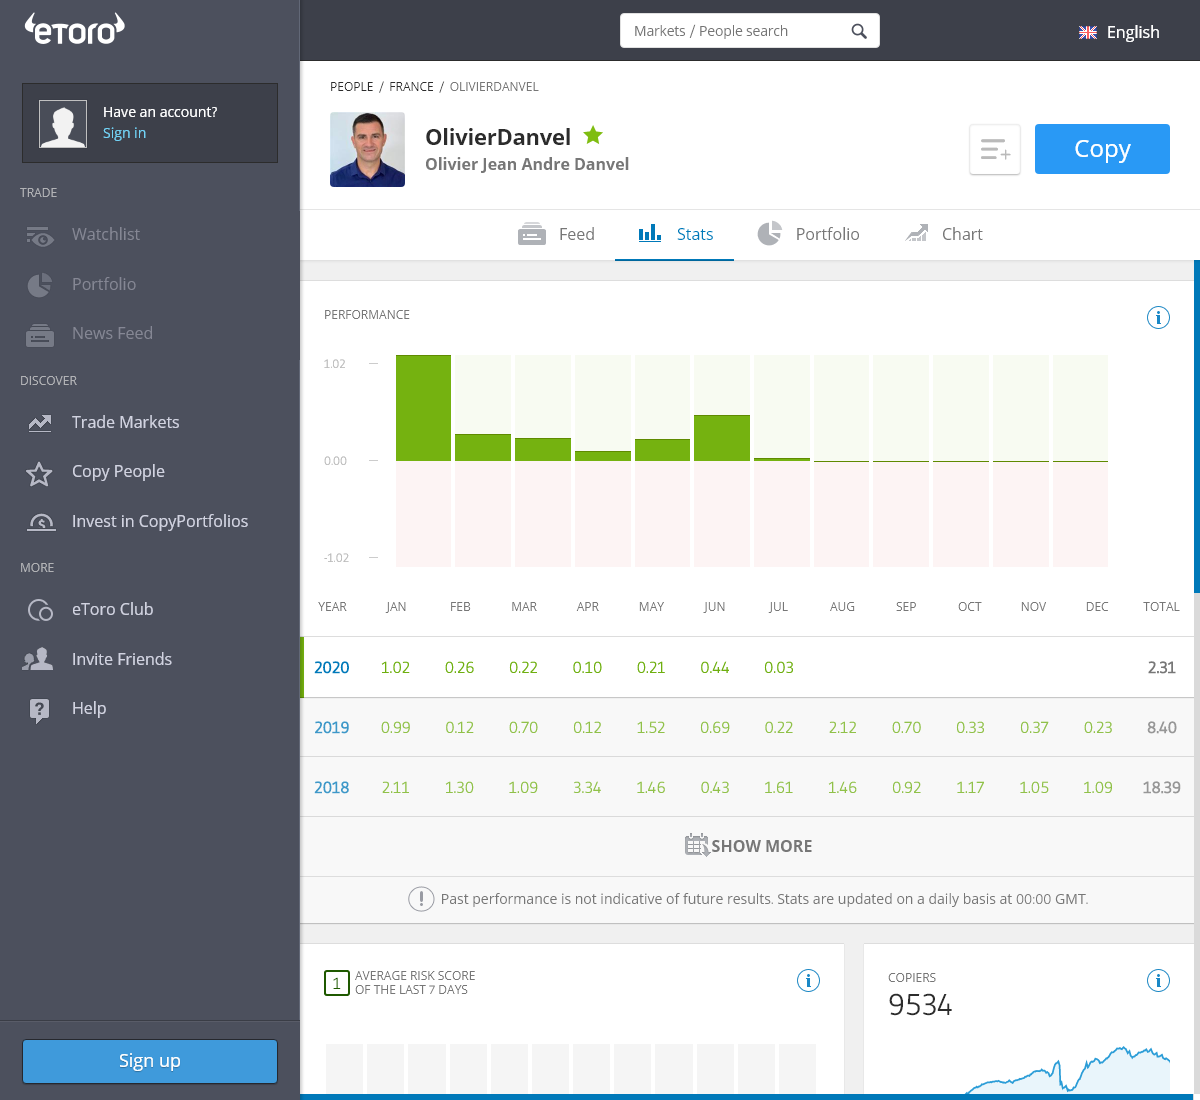 eToro
Markets / People search
English
Have an account?
Sign in
TRADE
Watchlist
Portfolio
News Feed
DISCOVER
Trade Markets
Copy People
Invest in CopyPortfolios
MORE
eToro Club
Invite Friends
Help
Sign up
PEOPLE / FRANCE / OLIVIERDANVEL
OlivierDanvel
Olivier Jean Andre Danvel
Copy
Feed Stats Portfolio Chart
PERFORMANCE
1.02
0.00
-1.02
YEAR JAN FEB MAR APR MAY JUN JUL AUG SEP OCT NOV DEC TOTAL
2020 1.02 0.26 0.22 0.10 0.21 0.44 0.03 2.31
2019 0.99 0.12 0.70 0.12 1.52 0.69 0.22 2.12 0.70 0.33 0.37 0.23 8.40
2018 2.11 1.30 1.09 3.34 1.46 0.43 1.61 1.46 0.92 1.17 1.05 1.09 18.39
SHOW MORE
Past performance is not indicative of future results. Stats are updated on a daily basis at 00:00 GMT.
1 AVERAGE RISK SCORE
OF THE LAST 7 DAYS
COPIERS
9534